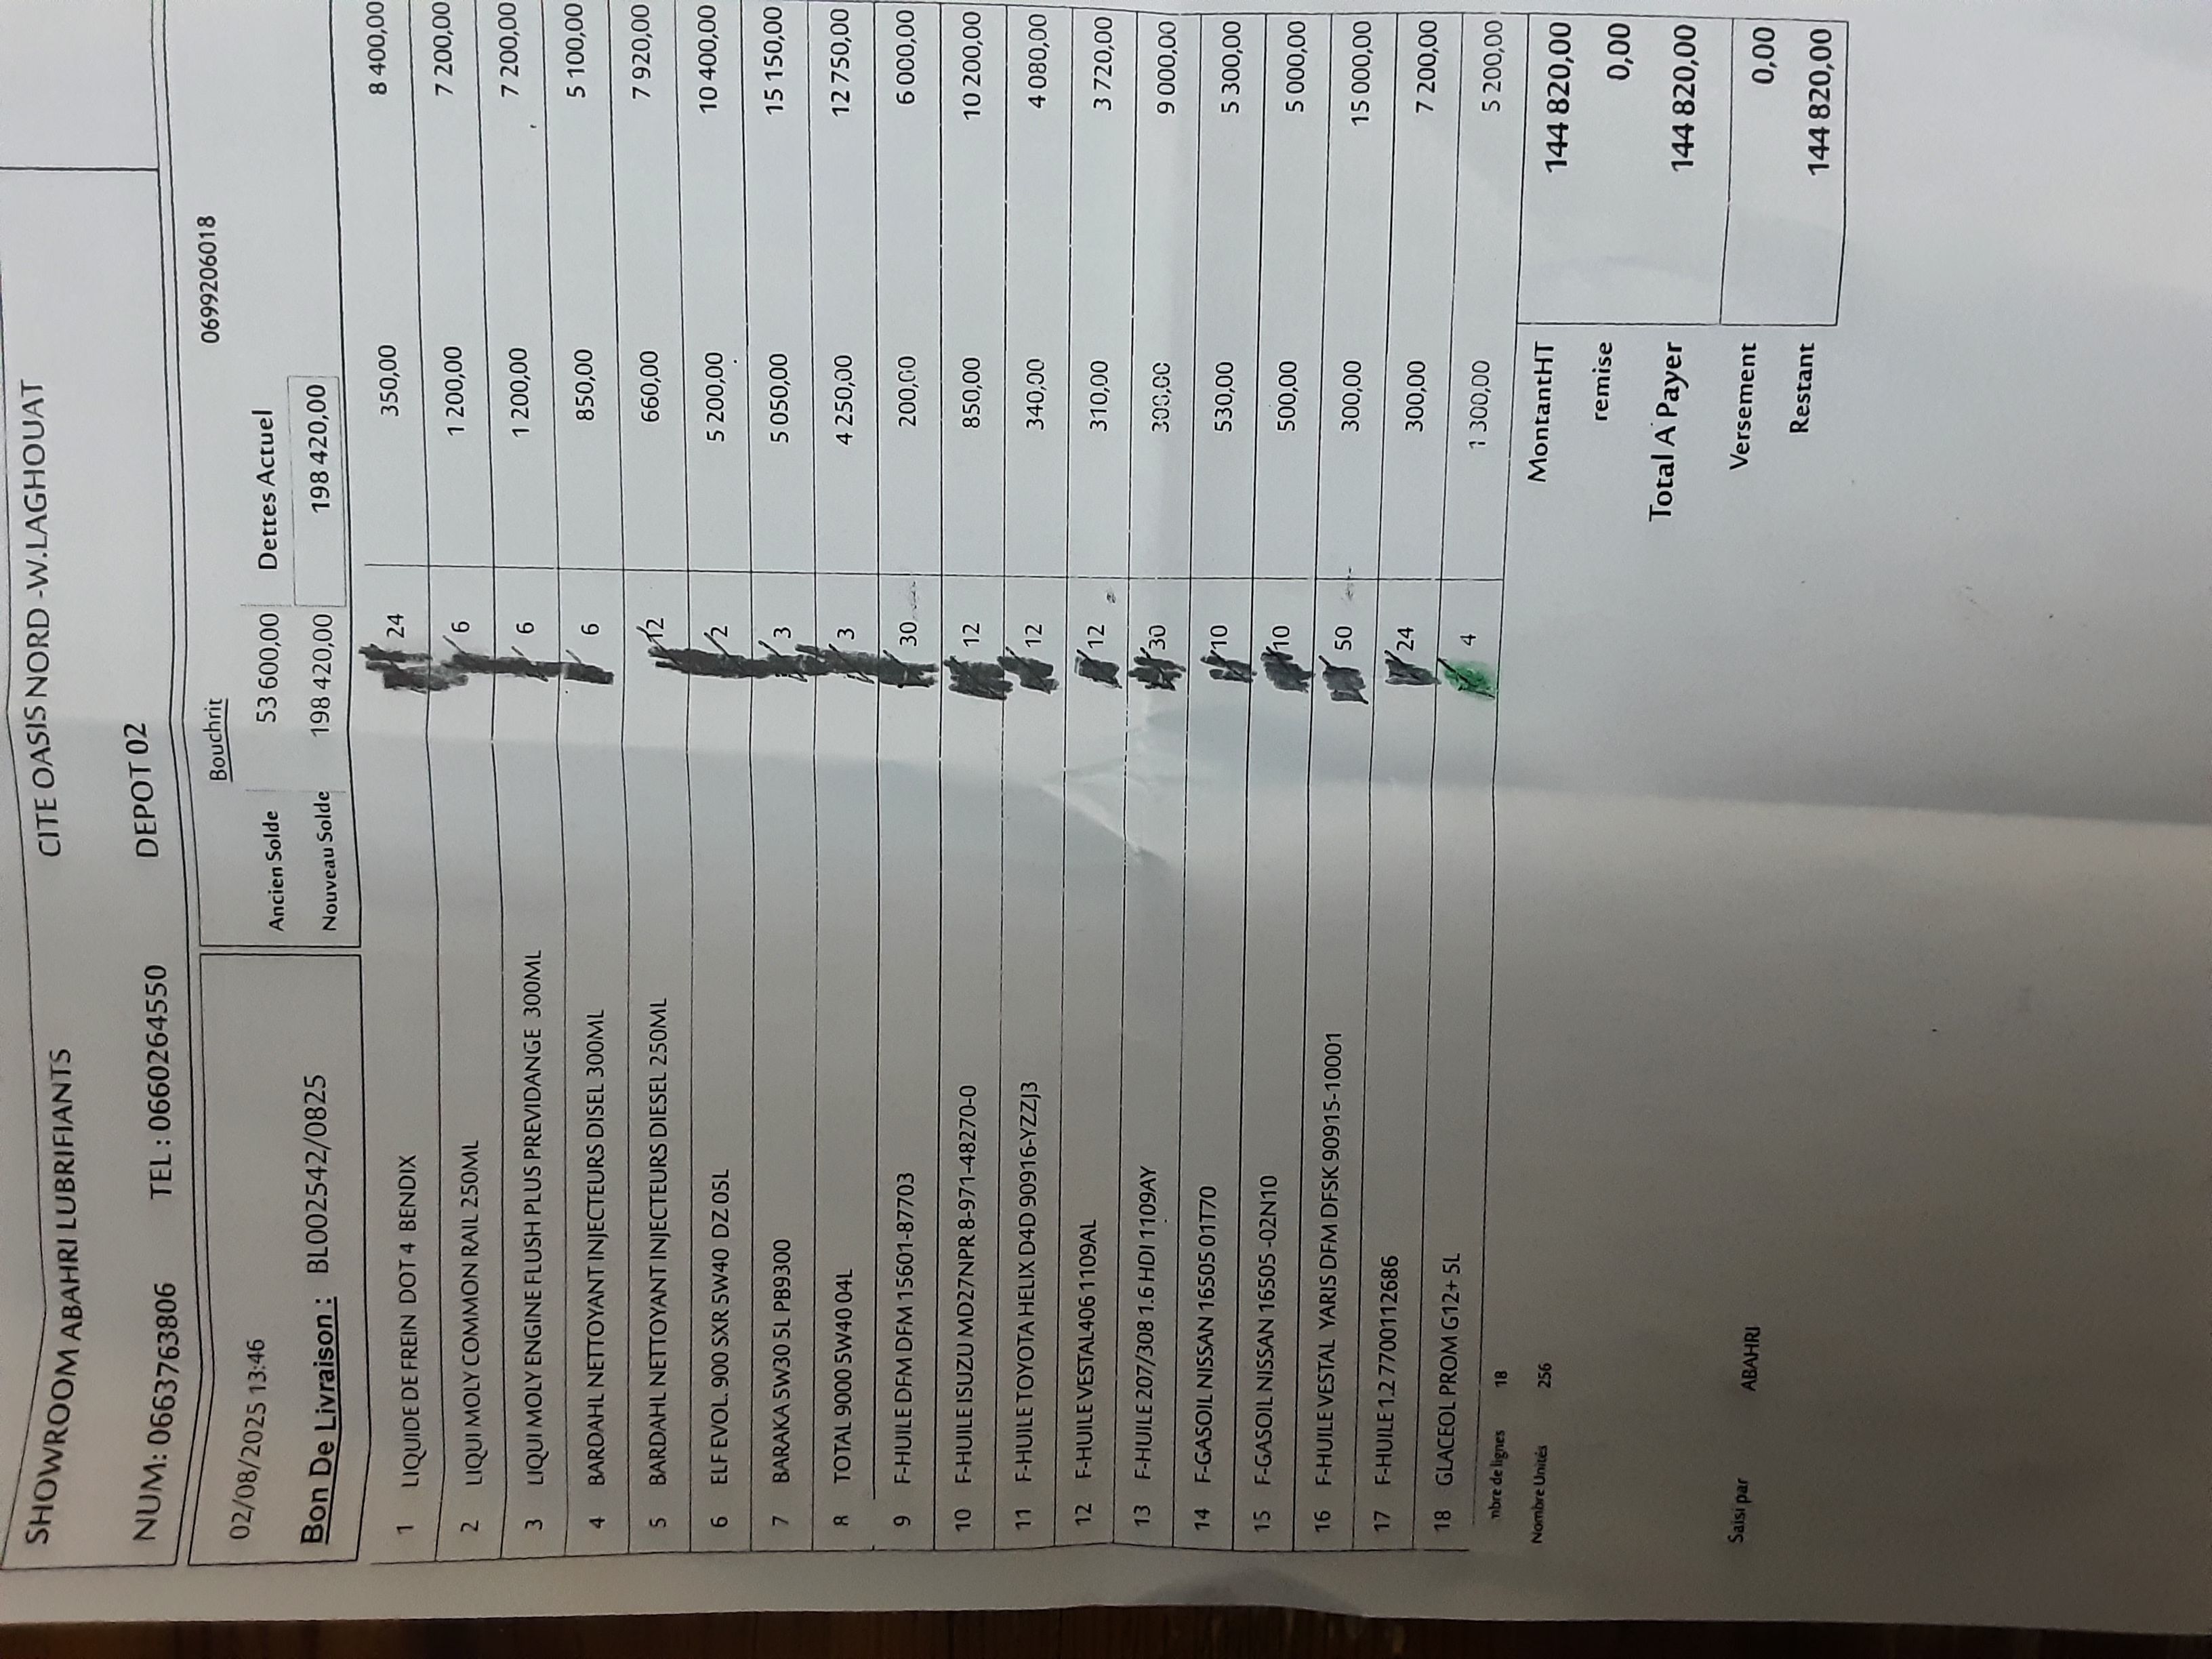 SHOWROOM ABAHRI LUBRIFIANTS CITE OASIS NORD -W.LAGHOUAT
NUM: 0663763806 TEL : 0660264550 DEPOT 02
02/08/2025 13:46 Bouchrit 0699206018
Ancien Solde 53 600,00 Dettes Actuel
Bon De Livraison : BL002542/0825 Nouveau Solde 198 420,00 198 420,00
1 LIQUIDE DE FREIN DOT 4 BENDIX 24 350,00 8 400,00
2 LIQUI MOLY COMMON RAIL 250ML 6 1 200,00 7 200,00
3 LIQUI MOLY ENGINE FLUSH PLUS PREVIDANGE 300ML 6 1 200,00 7 200,00
4 BARDAHL NETTOYANT INJECTEURS DISEL 300ML 6 850,00 5 100,00
5 BARDAHL NETTOYANT INJECTEURS DIESEL 250ML 12 660,00 7 920,00
6 ELF EVOL. 900 SXR 5W40 DZ 05L 2 5 200,00 10 400,00
7 BARAKA 5W30 5L PB9300 3 5 050,00 15 150,00
8 TOTAL 9000 5W40 04L 3 4 250,00 12 750,00
9 F-HUILE DFM DFM 15601-87703 30 200,00 6 000,00
10 F-HUILE ISUZU MD27NPR 8-971-48270-0 12 850,00 10 200,00
11 F-HUILE TOYOTA HELIX D4D 90916-YZZJ3 12 340,00 4 080,00
12 F-HUILE VESTAL406 1109AL 12 310,00 3 720,00
13 F-HUILE 207/308 1.6 HDI 1109AY 30 300,00 9 000,00
14 F-GASOIL NISSAN 16505 01T70 10 530,00 5 300,00
15 F-GASOIL NISSAN 16505 -02N10 10 500,00 5 000,00
16 F-HUILE VESTAL YARIS DFM DFSK 90915-10001 50 300,00 15 000,00
17 F-HUILE 1.2 7700112686 24 300,00 7 200,00
18 GLACEOL PROM G12+ 5L 4 1 300,00 5 200,00
nbre de lignes 18
Nombre Unités 256
MontantHT 144 820,00
remise 0,00
Total A Payer 144 820,00
Saisi par ABAHRI
Versement 0,00
Restant 144 820,00